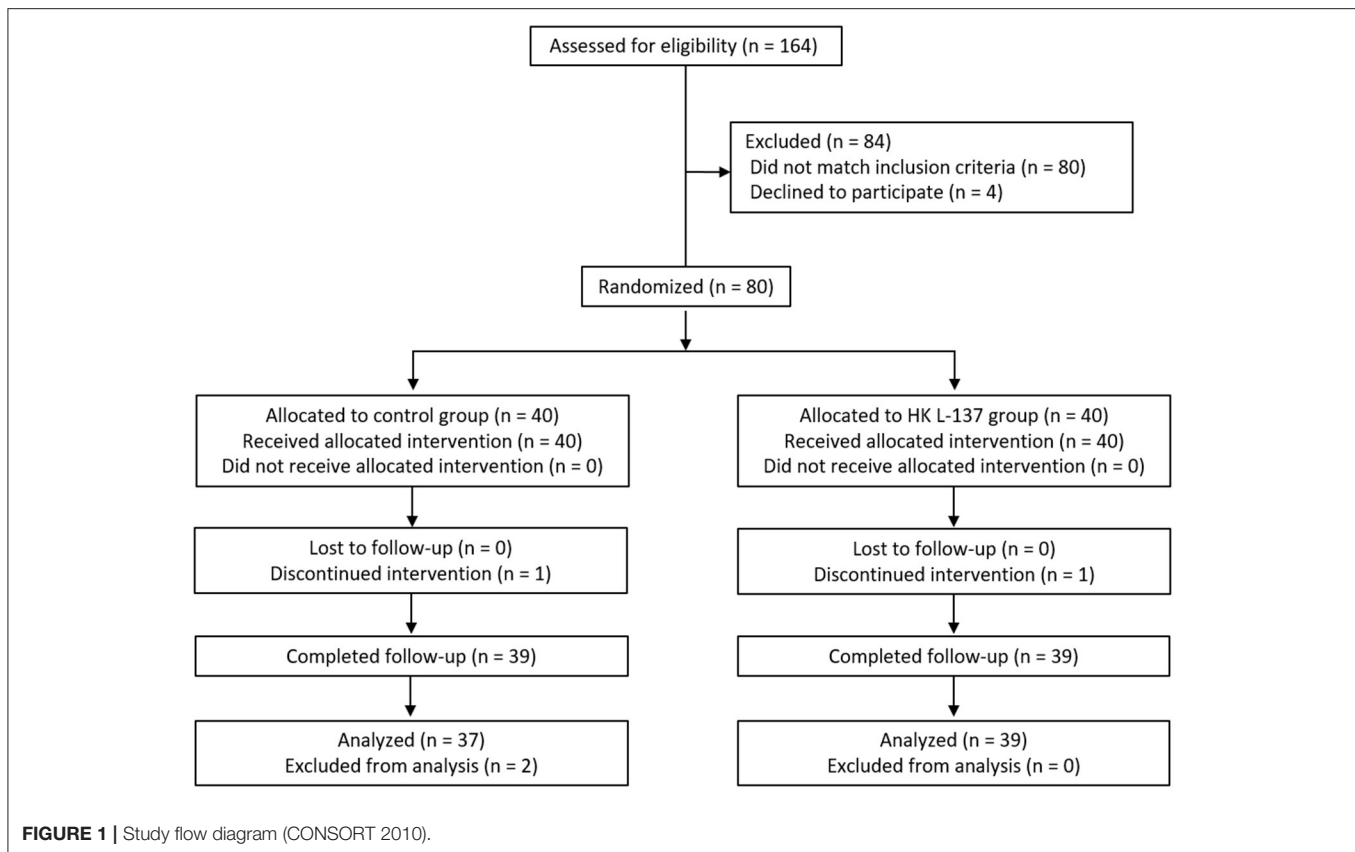 Assessed for eligibility (n = 164)
Excluded (n = 84)
Did not match inclusion criteria (n = 80)
Declined to participate (n = 4)
Randomized (n = 80)
Allocated to control group (n = 40)
Received allocated intervention (n = 40)
Did not receive allocated intervention (n = 0)
Allocated to HK L-137 group (n = 40)
Received allocated intervention (n = 40)
Did not receive allocated intervention (n = 0)
Lost to follow-up (n = 0)
Discontinued intervention (n = 1)
Lost to follow-up (n = 0)
Discontinued intervention (n = 1)
Completed follow-up (n = 39)
Completed follow-up (n = 39)
Analyzed (n = 37)
Excluded from analysis (n = 2)
Analyzed (n = 39)
Excluded from analysis (n = 0)
FIGURE 1 | Study flow diagram (CONSORT 2010).